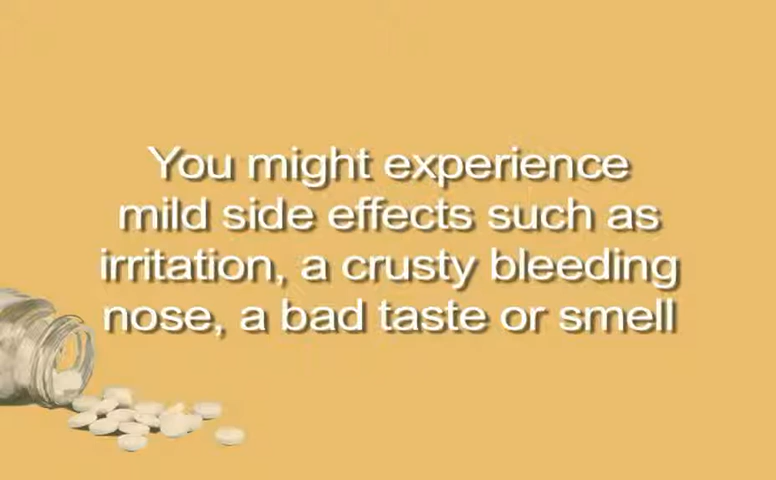 You might experience
mild side effects such as
irritation, a crusty bleeding
nose, a bad taste or smell